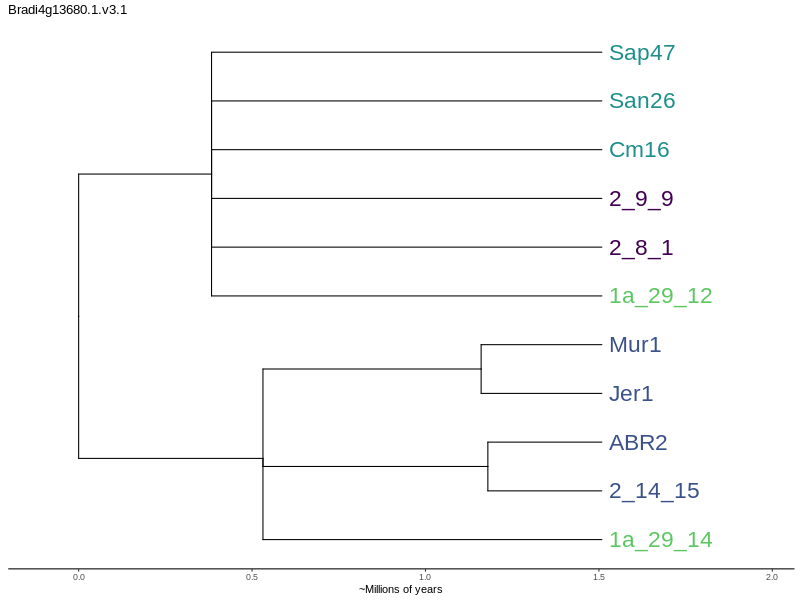 Bradi4g13680.1.v3.1
Sap47
San26
Cm16
2_9_9
2_8_1
1a_29_12
Mur1
Jer1
ABR2
2_14_15
1a_29_14
0.0 0.5 1.0 1.5 2.0
~Millions of years